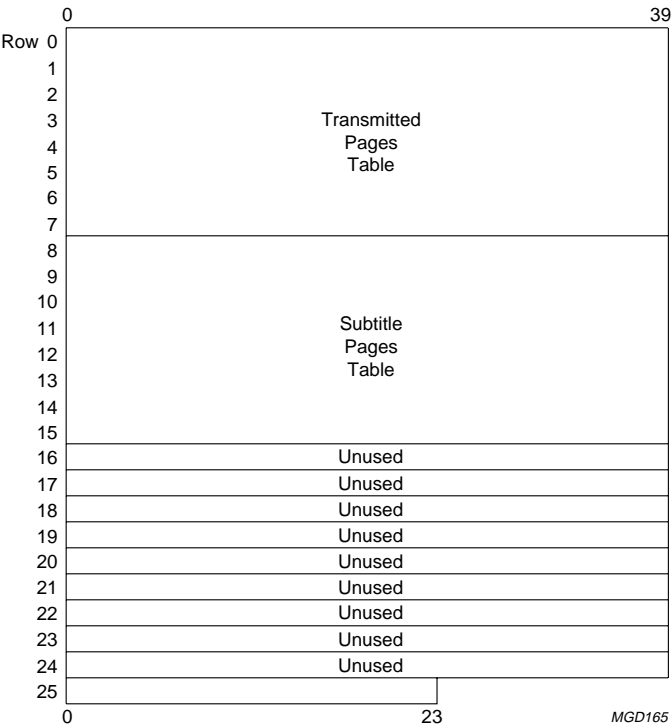 0 39
Row 0
1
2
3 Transmitted
4 Pages
5 Table
6
7
8
9
10
11 Subtitle
12 Pages
13 Table
14
15
16 Unused
17 Unused
18 Unused
19 Unused
20 Unused
21 Unused
22 Unused
23 Unused
24 Unused
25
0 23 MGD165